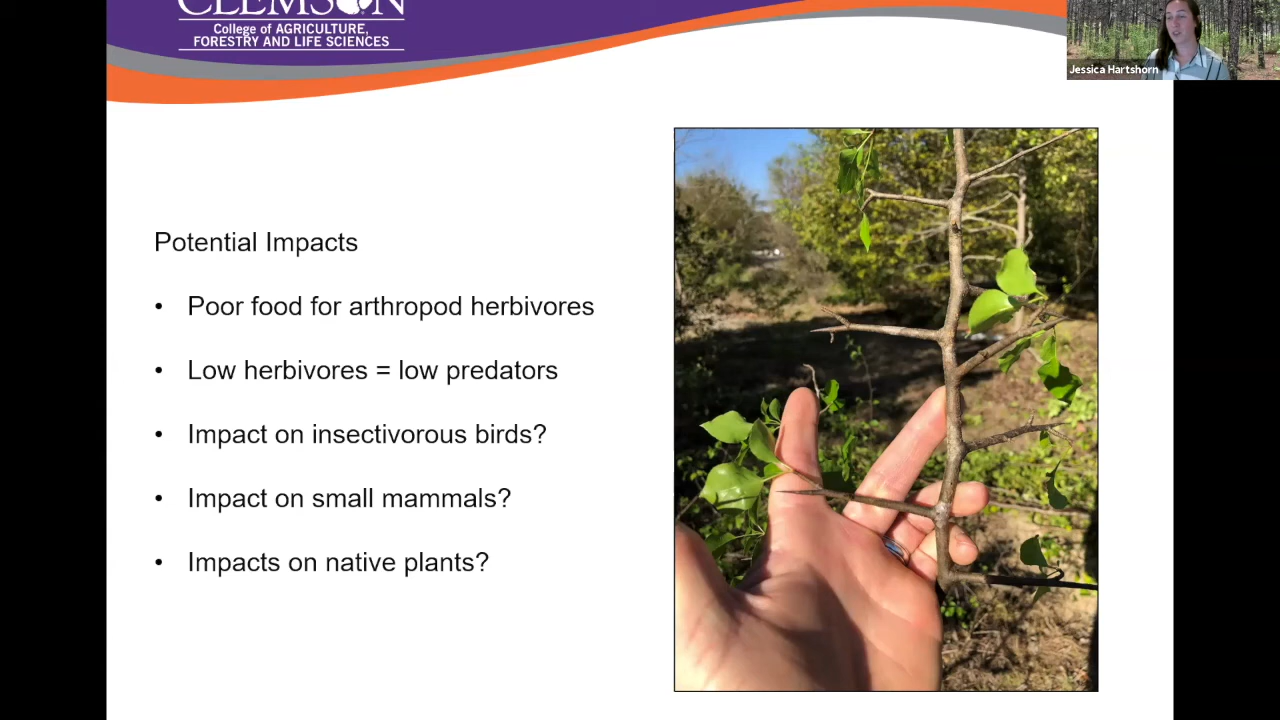 CLEMSON
College of AGRICULTURE,
FORESTRY AND LIFE SCIENCES
Jessica Hartshorn
Potential Impacts
• Poor food for arthropod herbivores
• Low herbivores = low predators
• Impact on insectivorous birds?
• Impact on small mammals?
• Impacts on native plants?